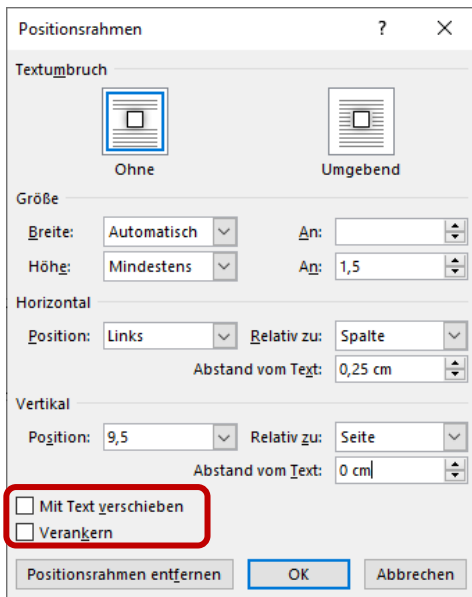 Positionsrahmen ?
Textumbruch
Ohne Umgebend
Größe
Breite: Automatisch An:
Höhe: Mindestens An: 1,5
Horizontal
Position: Links Relativ zu: Spalte
Abstand vom Text: 0,25 cm
Vertikal
Position: 9,5 Relativ zu: Seite
Abstand vom Text: 0 cm
Mit Text verschieben
Verankern
Positionsrahmen entfernen OK Abbrechen